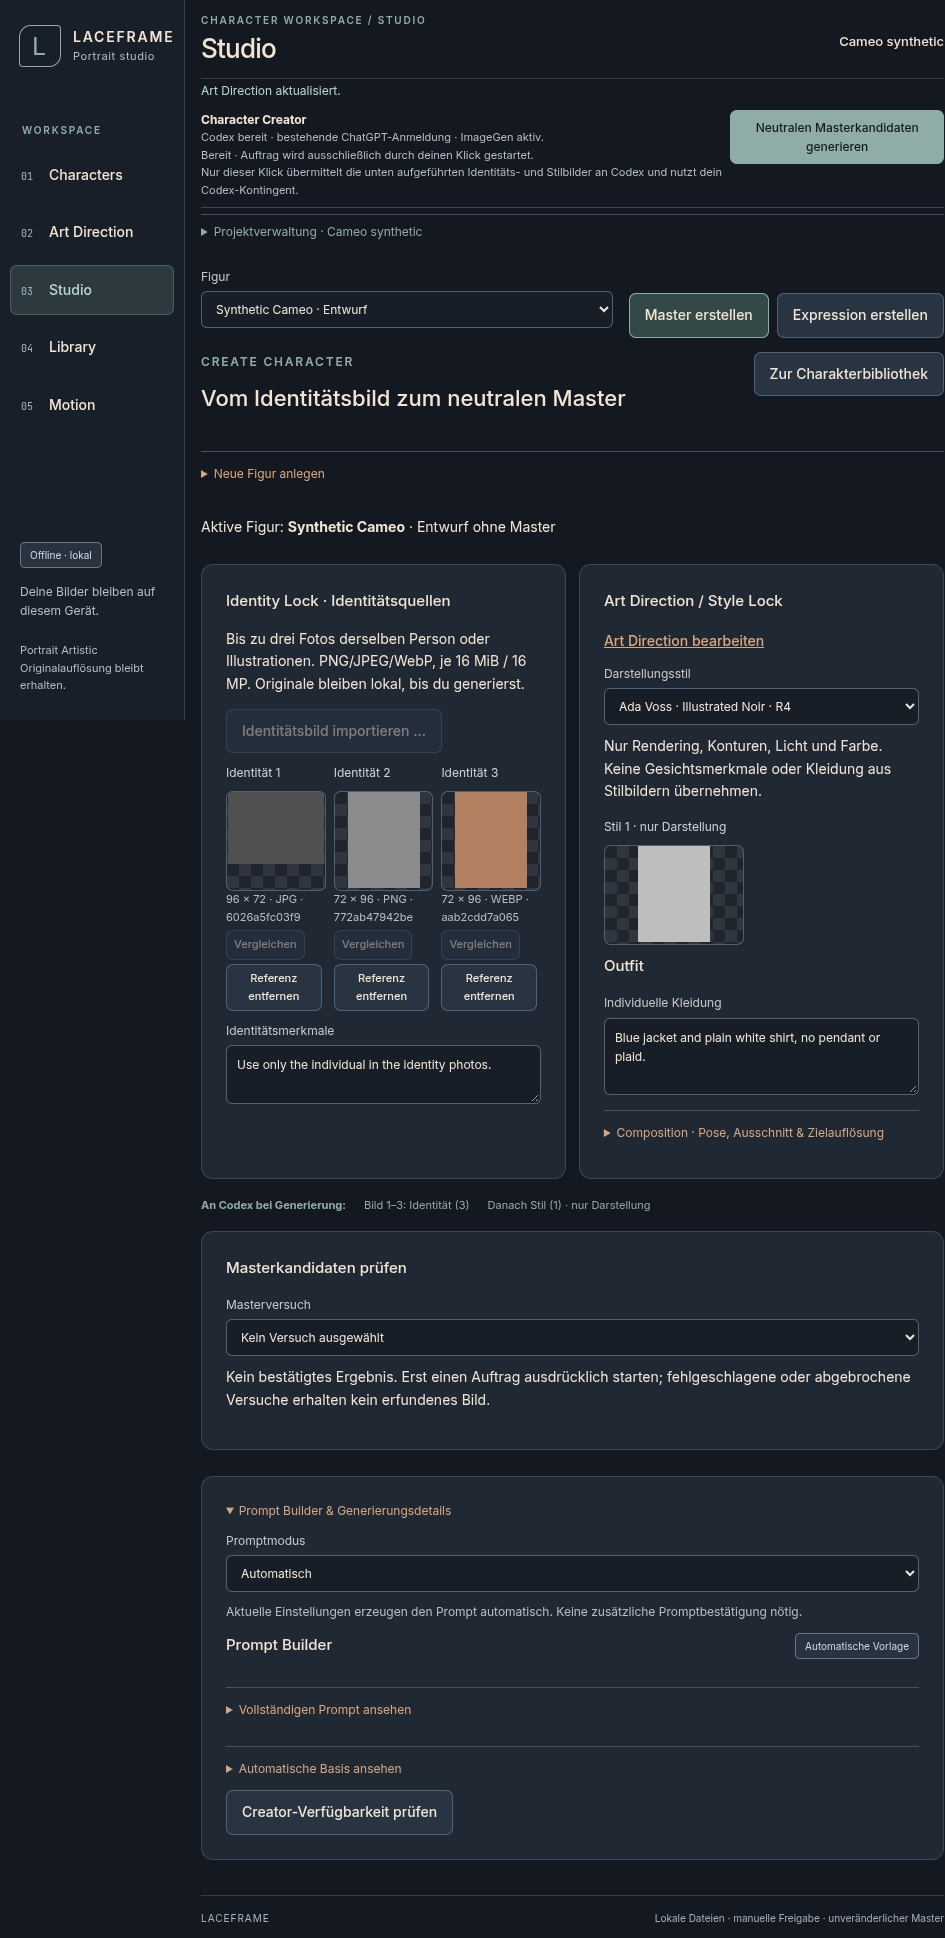 L
LACEFRAME
Portrait studio
WORKSPACE
01 Characters
02 Art Direction
03 Studio
04 Library
05 Motion
Offline · lokal
Deine Bilder bleiben auf
diesem Gerät.
Portrait Artistic
Originalauflösung bleibt
erhalten.
CHARACTER WORKSPACE / STUDIO
Studio
Cameo synthetic
Art Direction aktualisiert.
Character Creator
Codex bereit · bestehende ChatGPT-Anmeldung · ImageGen aktiv.
Bereit · Auftrag wird ausschließlich durch deinen Klick gestartet.
Nur dieser Klick übermittelt die unten aufgeführten Identitäts- und Stilbilder an Codex und nutzt dein
Codex-Kontingent.
Neutralen Masterkandidaten
generieren
Projektverwaltung · Cameo synthetic
Figur
Synthetic Cameo · Entwurf
Master erstellen
Expression erstellen
CREATE CHARACTER
Vom Identitätsbild zum neutralen Master
Zur Charakterbibliothek
Neue Figur anlegen
Aktive Figur: Synthetic Cameo · Entwurf ohne Master
Identity Lock · Identitätsquellen
Bis zu drei Fotos derselben Person oder
Illustrationen. PNG/JPEG/WebP, je 16 MiB / 16
MP. Originale bleiben lokal, bis du generierst.
Identitätsbild importieren ...
Identität 1
Identität 2
Identität 3
96 × 72 · JPG ·
6026a5fc03f9
72 × 96 · PNG ·
772ab47942be
72 × 96 · WEBP ·
aab2cdd7a065
Vergleichen
Vergleichen
Vergleichen
Referenz
entfernen
Referenz
entfernen
Referenz
entfernen
Identitätsmerkmale
Use only the individual in the identity photos.
Art Direction / Style Lock
Art Direction bearbeiten
Darstellungsstil
Ada Voss · Illustrated Noir · R4
Nur Rendering, Konturen, Licht und Farbe.
Keine Gesichtsmerkmale oder Kleidung aus
Stilbildern übernehmen.
Stil 1 · nur Darstellung
Outfit
Individuelle Kleidung
Blue jacket and plain white shirt, no pendant or
plaid.
Composition · Pose, Ausschnitt & Zielauflösung
An Codex bei Generierung: Bild 1–3: Identität (3) Danach Stil (1) · nur Darstellung
Masterkandidaten prüfen
Masterversuch
Kein Versuch ausgewählt
Kein bestätigtes Ergebnis. Erst einen Auftrag ausdrücklich starten; fehlgeschlagene oder abgebrochene
Versuche erhalten kein erfundenes Bild.
Prompt Builder & Generierungsdetails
Promptmodus
Automatisch
Aktuelle Einstellungen erzeugen den Prompt automatisch. Keine zusätzliche Promptbestätigung nötig.
Prompt Builder
Automatische Vorlage
Vollständigen Prompt ansehen
Automatische Basis ansehen
Creator-Verfügbarkeit prüfen
LACEFRAME
Lokale Dateien · manuelle Freigabe · unveränderlicher Master